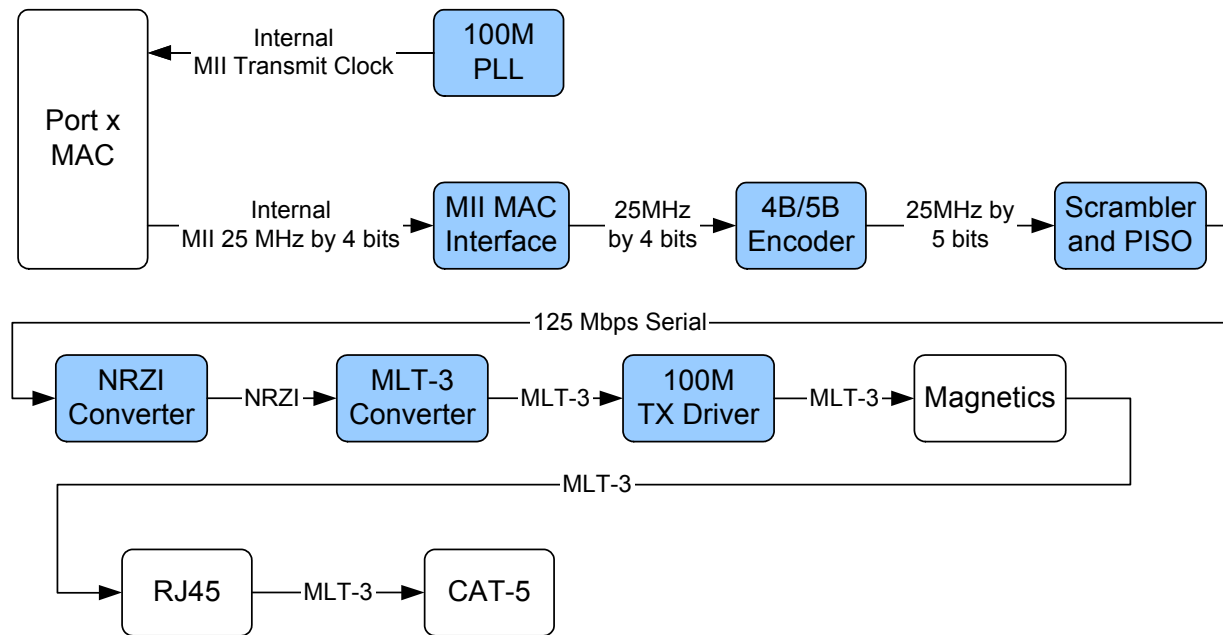 Port x
MAC
Internal
MII Transmit Clock
100M
PLL
Internal
MII 25 MHz by 4 bits
MII MAC
Interface
25MHz
by 4 bits
4B/5B
Encoder
25MHz by
5 bits
Scrambler
and PISO
125 Mbps Serial
NRZI
Converter
NRZI
MLT-3
Converter
MLT-3
100M
TX Driver
MLT-3
Magnetics
MLT-3
RJ45
MLT-3
CAT-5